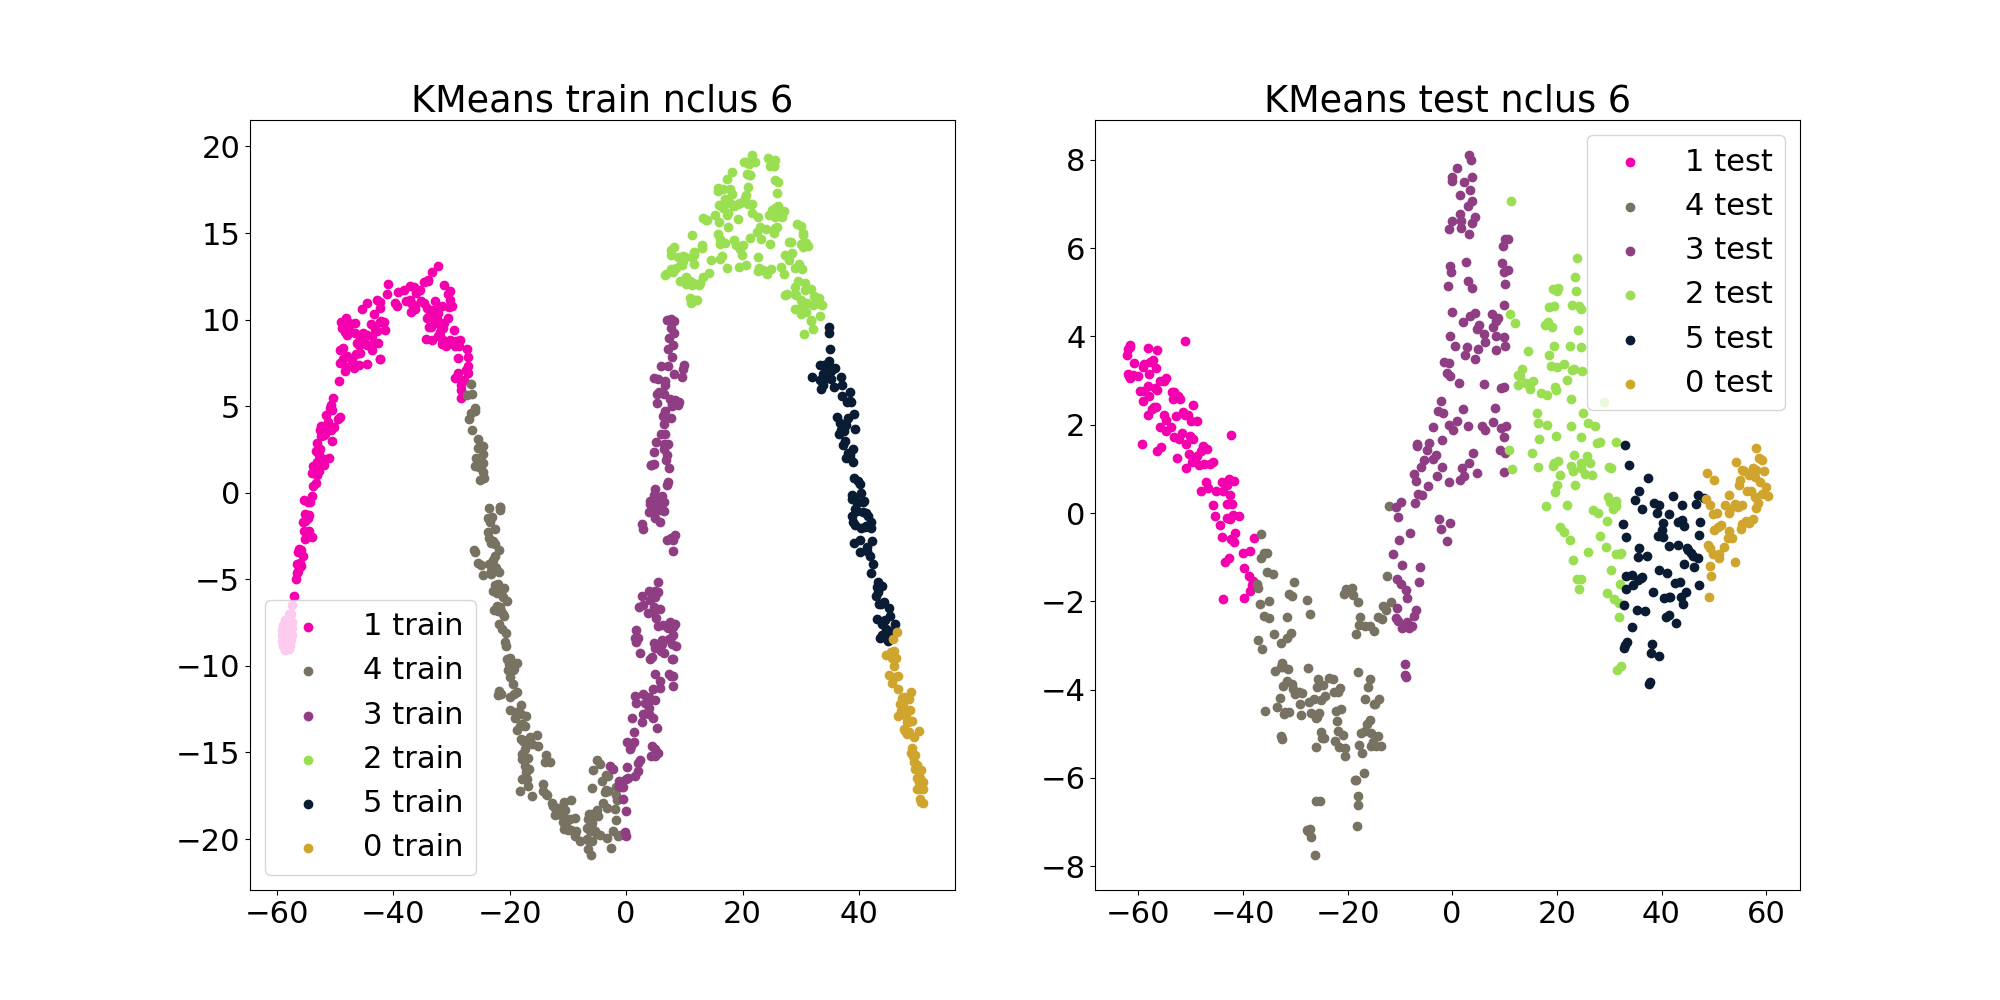 KMeans train nclus 6
20
15
10
5
0
−5
−10
−15
−20
1 train
4 train
3 train
2 train
5 train
0 train
−60 −40 −20 0 20 40
KMeans test nclus 6
8
6
4
2
0
−2
−4
−6
−8
1 test
4 test
3 test
2 test
5 test
0 test
−60 −40 −20 0 20 40 60